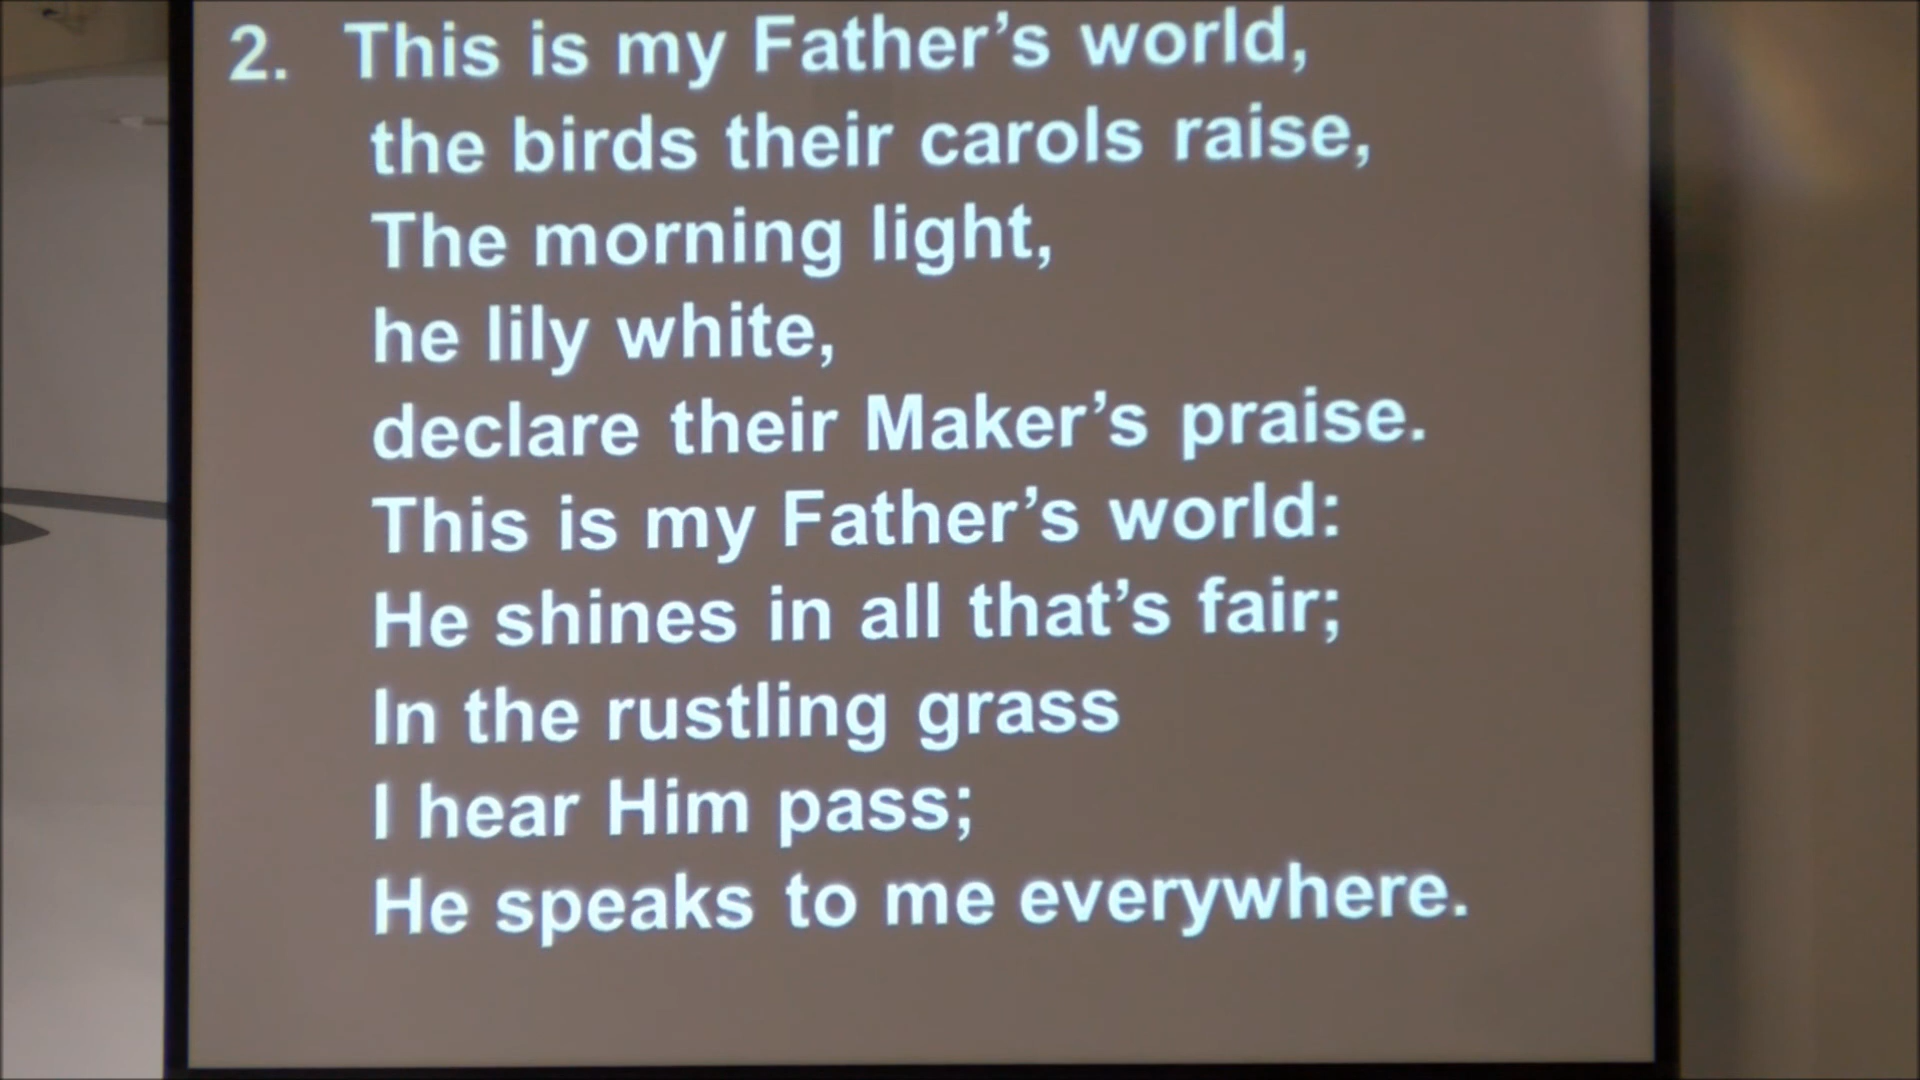 2. This is my Father's world,
the birds their carols raise,
The morning light,
he lily white,
declare their Maker's praise.
This is my Father's world:
He shines in all that's fair;
In the rustling grass
I hear Him pass;
He speaks to me everywhere.